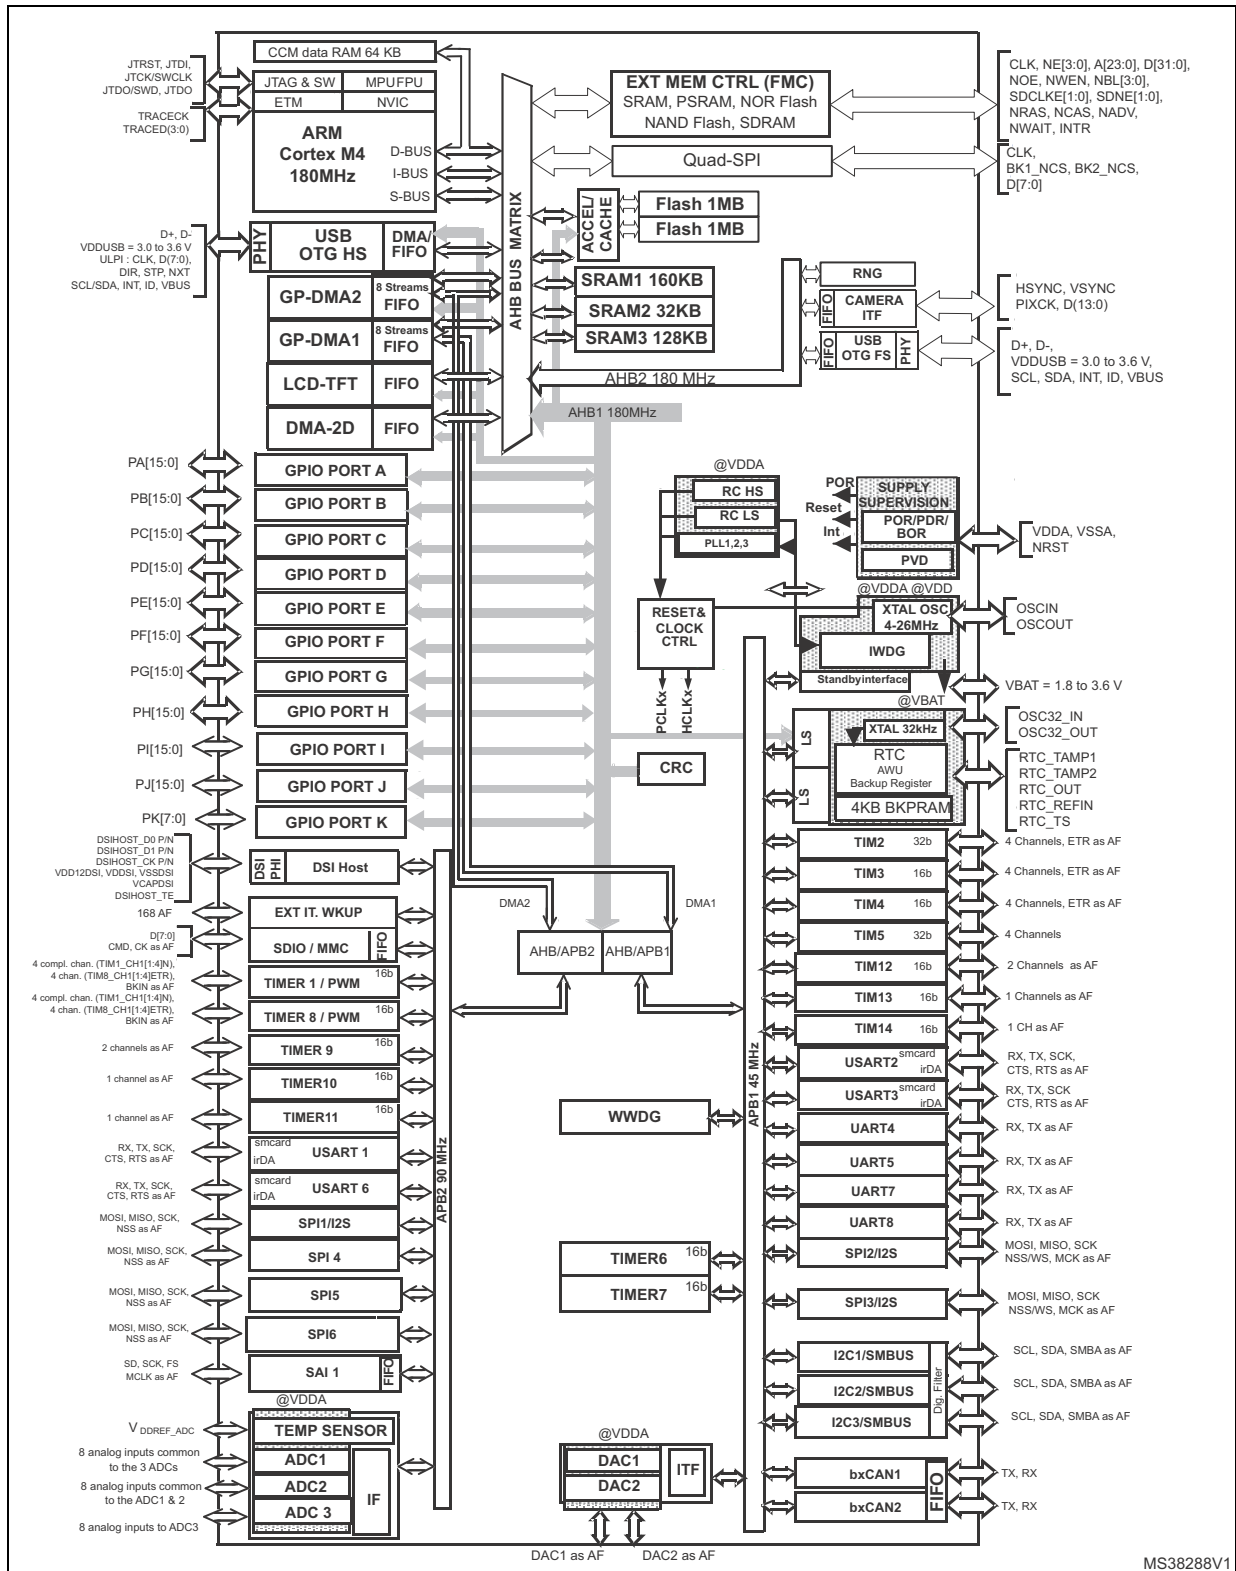 CCM data RAM 64 KB
JTRST, JTDI,
JTCK/SWCLK
JTDO/SWD, JTDO
TRACECK
TRACED(3:0)
JTAG & SW
MPUFPU
ETM
NVIC
ARM
Cortex M4
180MHz
D-BUS
I-BUS
S-BUS
AHB BUS MATRIX
EXT MEM CTRL (FMC)
SRAM, PSRAM, NOR Flash
NAND Flash, SDRAM
CLK, NE[3:0], A[23:0], D[31:0],
NOE, NWEN, NBL[3:0],
SDCLKE[1:0], SDNE[1:0],
NRAS, NCAS, NADV,
NWAIT, INTR
Quad-SPI
CLK,
BK1_NCS, BK2_NCS,
D[7:0]
ACCEL/
CACHE
Flash 1MB
Flash 1MB
D+, D-
VDDUSB = 3.0 to 3.6 V
ULPI : CLK, D(7:0),
DIR, STP, NXT
SCL/SDA, INT, ID, VBUS
PHY
USB
OTG HS
DMA/
FIFO
GP-DMA2
8 Streams
FIFO
GP-DMA1
8 Streams
FIFO
LCD-TFT
FIFO
DMA-2D
FIFO
SRAM1 160KB
SRAM2 32KB
SRAM3 128KB
RNG
FIFO
CAMERA
ITF
HSYNC, VSYNC
PIXCK, D(13:0)
FIFO
USB
OTG FS
PHY
D+, D-,
VDDUSB = 3.0 to 3.6 V,
SCL, SDA, INT, ID, VBUS
AHB2 180 MHz
AHB1 180MHz
PA[15:0]
GPIO PORT A
PB[15:0]
GPIO PORT B
PC[15:0]
GPIO PORT C
PD[15:0]
GPIO PORT D
PE[15:0]
GPIO PORT E
PF[15:0]
GPIO PORT F
PG[15:0]
GPIO PORT G
PH[15:0]
GPIO PORT H
PI[15:0]
GPIO PORT I
PJ[15:0]
GPIO PORT J
PK[7:0]
GPIO PORT K
@VDDA
RC HS
RC LS
PLL1,2,3
POR
Reset
Int
SUPPLY
SUPERVISION
POR/PDR/
BOR
PVD
VDDA, VSSA,
NRST
@VDDA @VDD
RESET&
CLOCK
CTRL
PCLKx
HCLKx
XTAL OSC
4-26MHz
OSCIN
OSCOUT
IWDG
Standbyinterface
VBAT = 1.8 to 3.6 V
@VBAT
LS
LS
XTAL 32kHz
OSC32_IN
OSC32_OUT
RTC
AWU
Backup Register
4KB BKPRAM
RTC_TAMP1
RTC_TAMP2
RTC_OUT
RTC_REFIN
RTC_TS
CRC
DSIHOST_D0 P/N
DSIHOST_D1 P/N
DSIHOST_CK P/N
VDD12DSI, VDDSI, VSSDSI
VCAPDSI
DSIHOST_TE
DSI
PHI
DSI Host
168 AF
EXT IT. WKUP
D[7:0]
CMD, CK as AF
SDIO / MMC
FIFO
4 compl. chan. (TIM1_CH1[1:4]N),
4 chan. (TIM8_CH1[1:4]ETR),
BKIN as AF
TIMER 1 / PWM
16b
4 compl. chan. (TIM1_CH1[1:4]N),
4 chan. (TIM8_CH1[1:4]ETR),
BKIN as AF
TIMER 8 / PWM
16b
2 channels as AF
TIMER 9
16b
1 channel as AF
TIMER10
16b
1 channel as AF
TIMER11
16b
RX, TX, SCK,
CTS, RTS as AF
smcard
irDA
USART 1
RX, TX, SCK,
CTS, RTS as AF
smcard
irDA
USART 6
MOSI, MISO, SCK,
NSS as AF
SPI1/I2S
MOSI, MISO, SCK,
NSS as AF
SPI 4
MOSI, MISO, SCK,
NSS as AF
SPI5
MOSI, MISO, SCK,
NSS as AF
SPI6
SD, SCK, FS
MCLK as AF
SAI 1
FIFO
@VDDA
VDDREF_ADC
TEMP SENSOR
8 analog inputs common
to the 3 ADCs
ADC1
8 analog inputs common
to the ADC1 & 2
ADC2
8 analog inputs to ADC3
ADC 3
IF
APB2 90 MHz
DMA2
DMA1
AHB/APB2
AHB/APB1
WWDG
TIMER6
16b
TIMER7
16b
@VDDA
DAC1
DAC2
ITF
DAC1 as AF
DAC2 as AF
APB1 45 MHz
TIM2
32b
4 Channels, ETR as AF
TIM3
16b
4 Channels, ETR as AF
TIM4
16b
4 Channels, ETR as AF
TIM5
32b
4 Channels
TIM12
16b
2 Channels as AF
TIM13
16b
1 Channels as AF
TIM14
16b
1 CH as AF
USART2
smcard
irDA
RX, TX, SCK,
CTS, RTS as AF
USART3
smcard
irDA
RX, TX, SCK
CTS, RTS as AF
UART4
RX, TX as AF
UART5
RX, TX as AF
UART7
RX, TX as AF
UART8
RX, TX as AF
SPI2/I2S
MOSI, MISO, SCK
NSS/WS, MCK as AF
SPI3/I2S
MOSI, MISO, SCK
NSS/WS, MCK as AF
I2C1/SMBUS
SCL, SDA, SMBA as AF
I2C2/SMBUS
SCL, SDA, SMBA as AF
I2C3/SMBUS
SCL, SDA, SMBA as AF
Dig. Filter
bxCAN1
TX, RX
bxCAN2
TX, RX
FIFO
MS38288V1